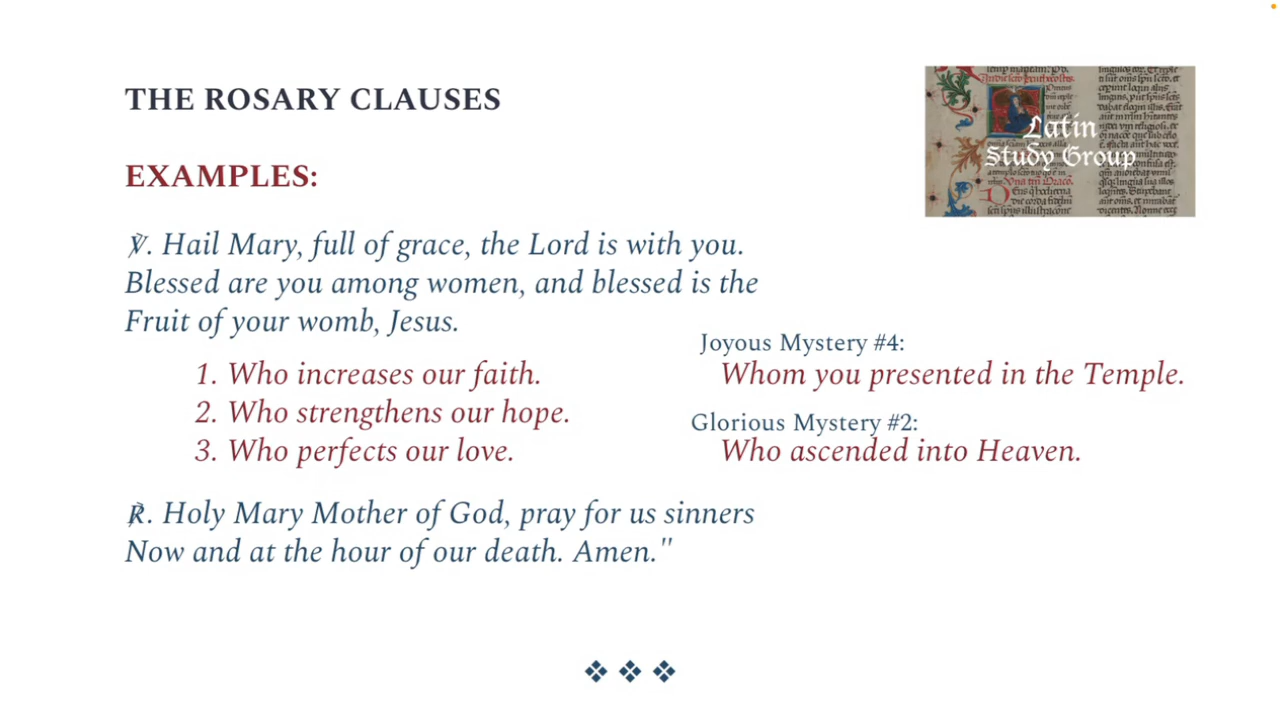 THE ROSARY CLAUSES
Latin
Study Group
EXAMPLES:
℣. Hail Mary, full of grace, the Lord is with you.
Blessed are you among women, and blessed is the
Fruit of your womb, Jesus.
1. Who increases our faith.
2. Who strengthens our hope.
3. Who perfects our love.
Joyous Mystery #4:
Whom you presented in the Temple.
Glorious Mystery #2:
Who ascended into Heaven.
℟. Holy Mary Mother of God, pray for us sinners
Now and at the hour of our death. Amen."